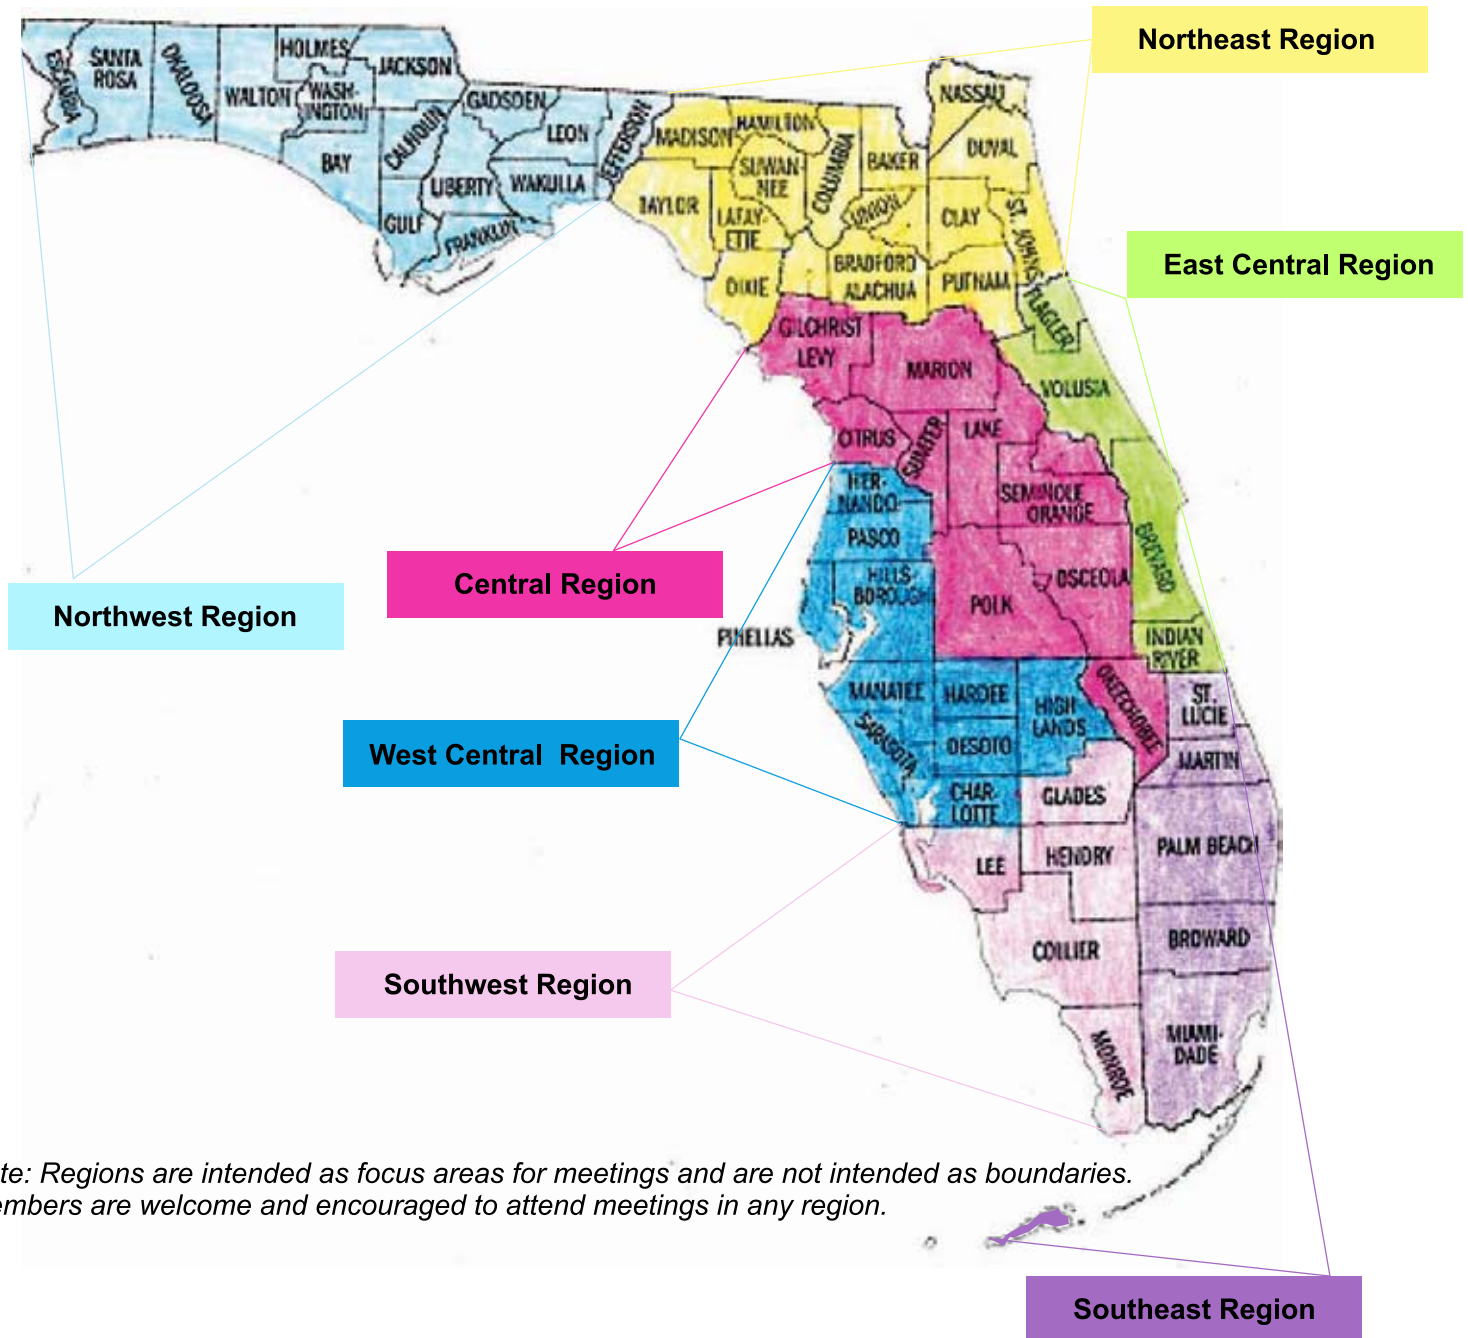 Northeast Region
HOLMES
SANTA
ROSA
ESCAMBIA
OKALOOSA
JACKSON
WALTON
WASH-
INGTON
GADSDEN
NASSAU
CALHOUN
LEON
JEFFERSON
MADISON
HAMILTON
COLUMBIA
BAKER
DUVAL
BAY
LIBERTY
WAKULLA
SUWAN-
NEE
TAYLOR
LAFAY-
ETTE
UNION
CLAY
ST. JOHNS
GULF
FRANKLIN
East Central Region
BRADFORD
ALACHUA
PUTNAM
DIXIE
FLAGLER
GILCHRIST
LEVY
MARION
VOLUSIA
CITRUS
SUMTER
LAKE
HER-
NANDO
SEMINOLE
ORANGE
PASCO
BREVARD
Central Region
HILLS-
BOROUGH
POLK
OSCEOLA
Northwest Region
PINELLAS
INDIAN
RIVER
MANATEE
HARDEE
HIGH
LANDS
OKEECHOBEE
ST.
LUCIE
West Central Region
SARASOTA
DESOTO
MARTIN
CHAR-
LOTTE
GLADES
LEE
HENDRY
PALM BEACH
COLLIER
BROWARD
Southwest Region
MONROE
MIAMI-
DADE
te: Regions are intended as focus areas for meetings and are not intended as boundaries.
embers are welcome and encouraged to attend meetings in any region.
Southeast Region